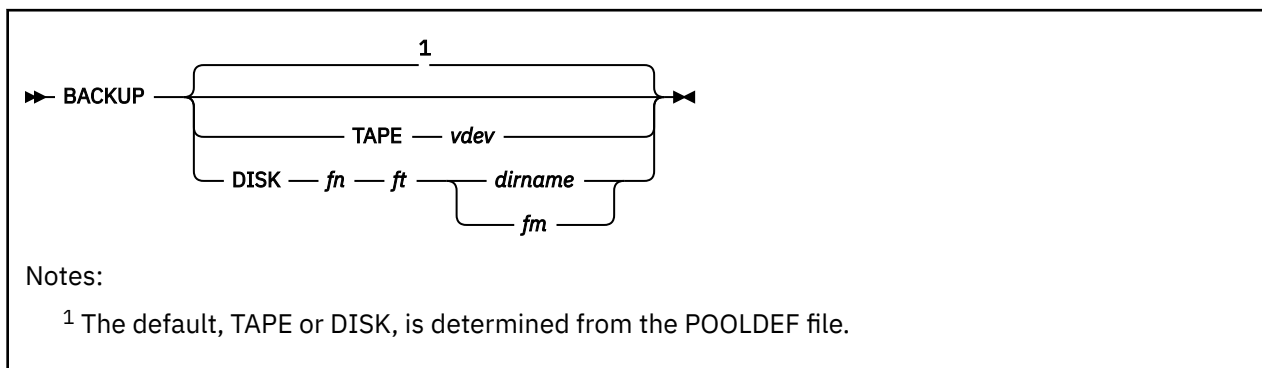 1
BACKUP
TAPE vdev
DISK fn ft dirname
fm
Notes:
1 The default, TAPE or DISK, is determined from the POOLDEF file.